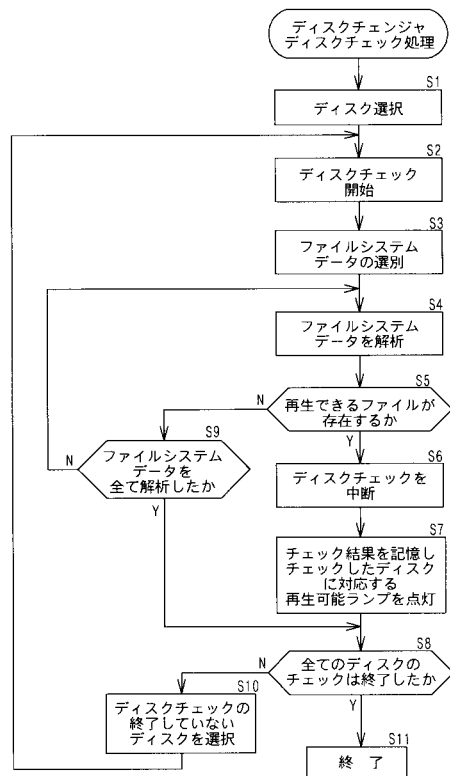 ディスクチェンジャ
ディスクチェック処理
S1
ディスク選択
S2
ディスクチェック
開始
S3
ファイルシステム
データの選別
S4
ファイルシステム
データを解析
S5
再生できるファイルが
存在するか
N
Y
S9
ファイルシステム
データを
全て解析したか
N
Y
S6
ディスクチェックを
中断
S7
チェック結果を記憶し
チェックしたディスク
に対応する
再生可能ランプを点灯
S8
全てのディスクの
チェックは終了したか
N
Y
S10
ディスクチェックの
終了していない
ディスクを選択
S11
終 了